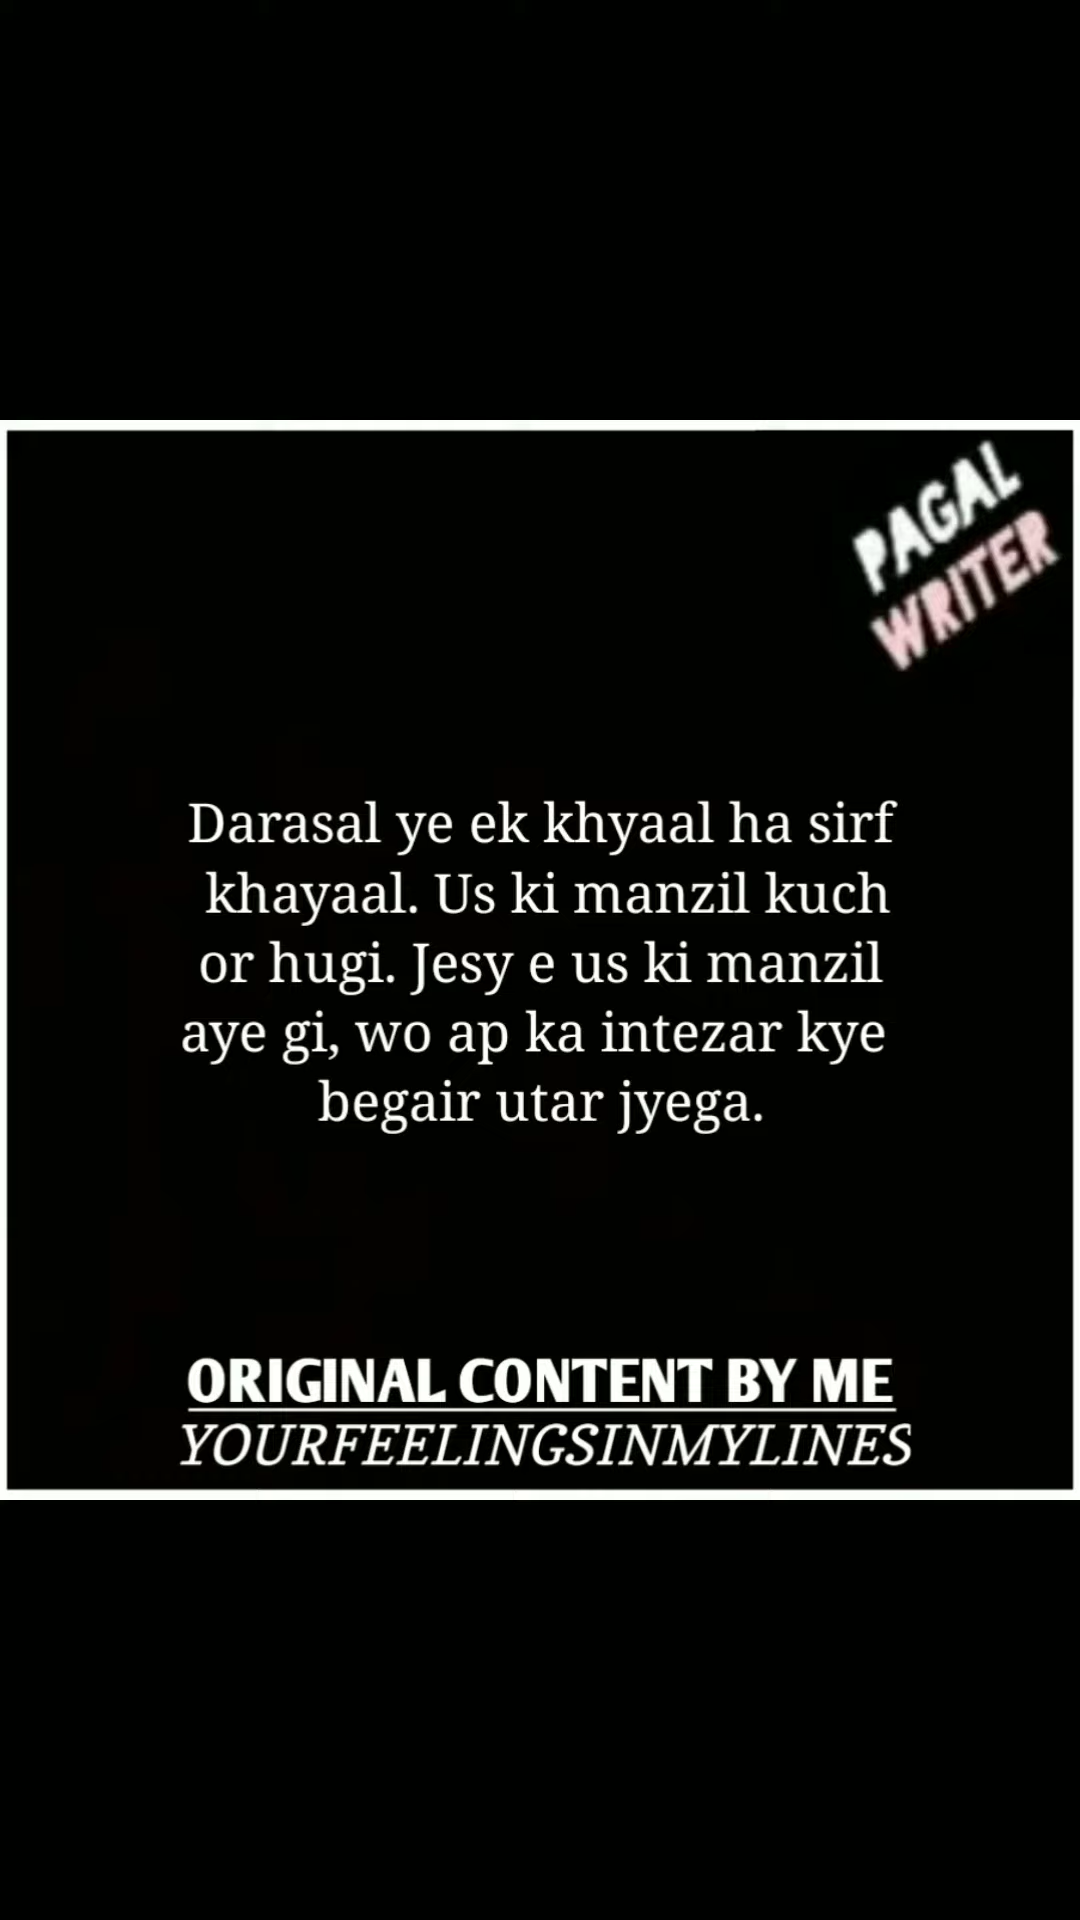 PAGAL
WRITER
Darasal ye ek khyaal ha sirf
khayaal. Us ki manzil kuch
or hugi. Jesy e us ki manzil
aye gi, wo ap ka intezar kye
begair utar jyega.
ORIGINAL CONTENT BY ME
YOURFEELINGSINMYLINES